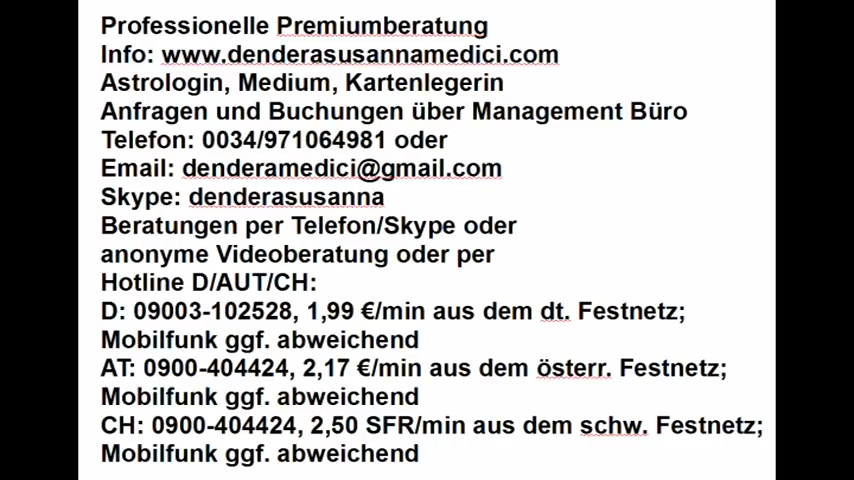 Professionelle Premiumberatung
Info: www.denderasusannamedici.com
Astrologin, Medium, Kartenlegerin
Anfragen und Buchungen über Management Büro
Telefon: 0034/971064981 oder
Email: denderamedici@gmail.com
Skype: denderasusanna
Beratungen per Telefon/Skype oder
anonyme Videoberatung oder per
Hotline D/AUT/CH:
D: 09003-102528, 1,99 €/min aus dem dt. Festnetz;
Mobilfunk ggf. abweichend
AT: 0900-404424, 2,17 €/min aus dem österr. Festnetz;
Mobilfunk ggf. abweichend
CH: 0900-404424, 2,50 SFR/min aus dem schw. Festnetz;
Mobilfunk ggf. abweichend